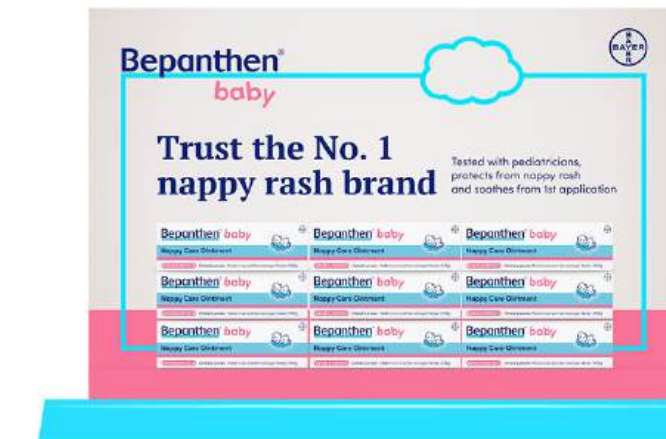 Bepanthen®
baby
BAYER
BAYER
Trust the No. 1
nappy rash brand
Tested with pediatricians,
protects from nappy rash
and soothes from 1st application
Bepanthen® baby Bepanthen® baby Bepanthen® baby
Nappy Care Ointment Nappy Care Ointment Nappy Care Ointment
Bepanthen® baby Bepanthen® baby Bepanthen® baby
Nappy Care Ointment Nappy Care Ointment Nappy Care Ointment
Bepanthen® baby Bepanthen® baby Bepanthen® baby
Nappy Care Ointment Nappy Care Ointment Nappy Care Ointment